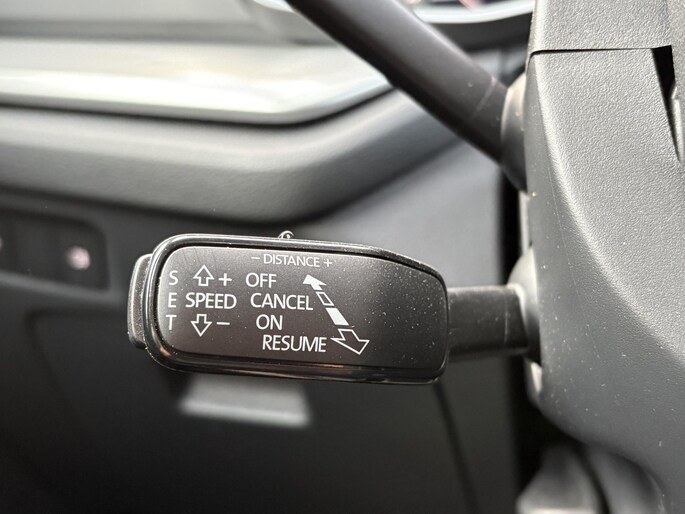 − DISTANCE +
S + OFF
E SPEED CANCEL
T − ON
RESUME